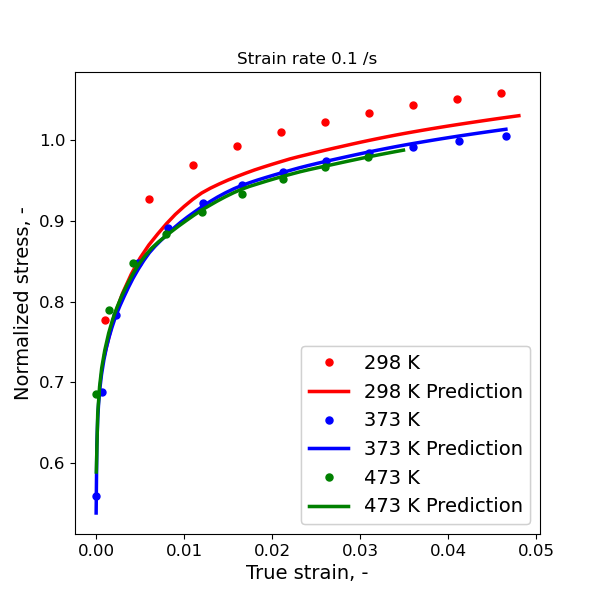 Strain rate 0.1 /s
Normalized stress, -
1.0
0.9
0.8
0.7
0.6
298 K
298 K Prediction
373 K
373 K Prediction
473 K
473 K Prediction
0.00
0.01
0.02
0.03
0.04
0.05
True strain, -